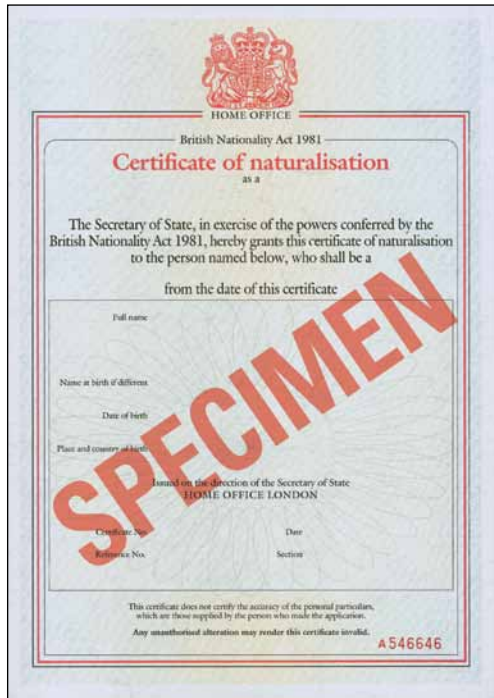 HOME OFFICE
British Nationality Act 1981
Certificate of naturalisation
as a
The Secretary of State, in exercise of the powers conferred by the
British Nationality Act 1981, hereby grants this certificate of naturalisation
to the person named below, who shall be a
from the date of this certificate
Full name
Name at birth if different
Date of birth
Place and country of birth
SPECIMEN
Issued on the direction of the Secretary of State
HOME OFFICE LONDON
Certificate No. Date
Reference No. Section
This certificate does not certify the accuracy of the personal particulars,
which are those supplied by the person who made the application.
Any unauthorised alteration may render this certificate invalid.
A546646